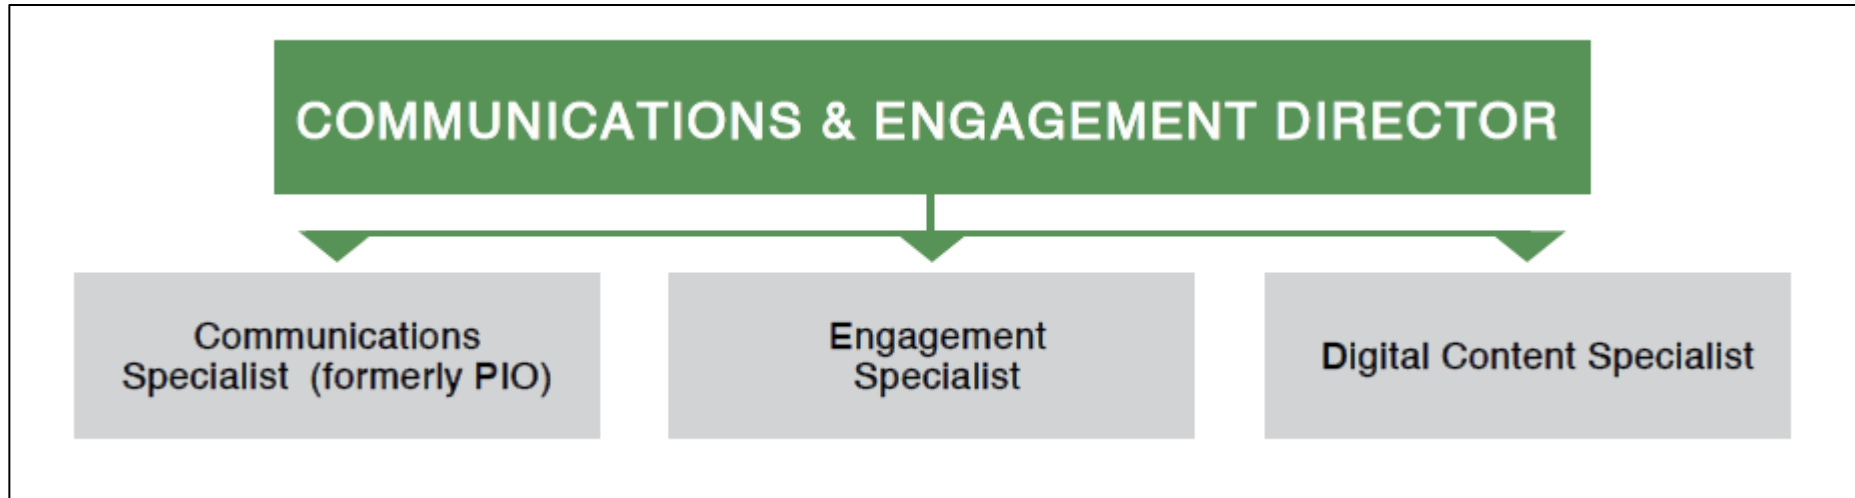 COMMUNICATIONS & ENGAGEMENT DIRECTOR
Communications
Specialist (formerly PIO)
Engagement
Specialist
Digital Content Specialist